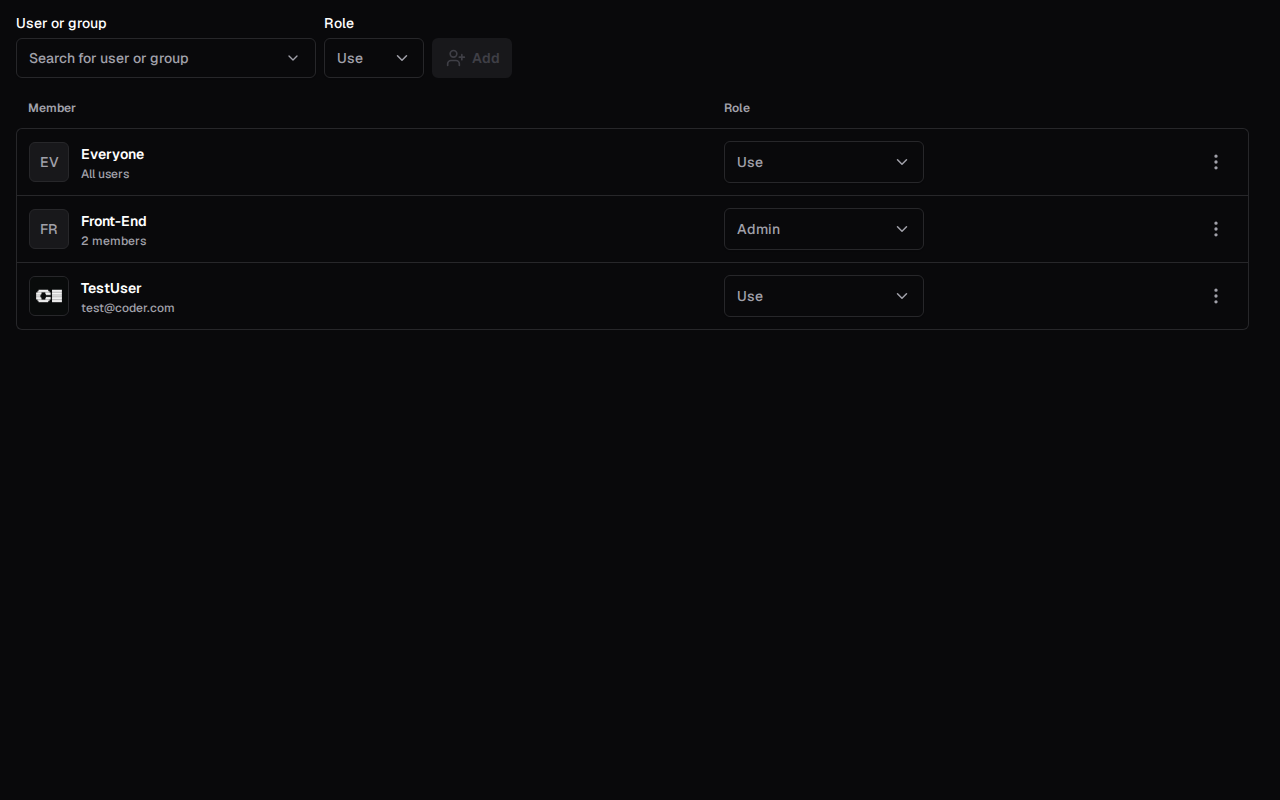 User or group
Role
Search for user or group
Use
Add
Member
Role
EV
Everyone
All users
Use
FR
Front-End
2 members
Admin
TestUser
test@coder.com
Use